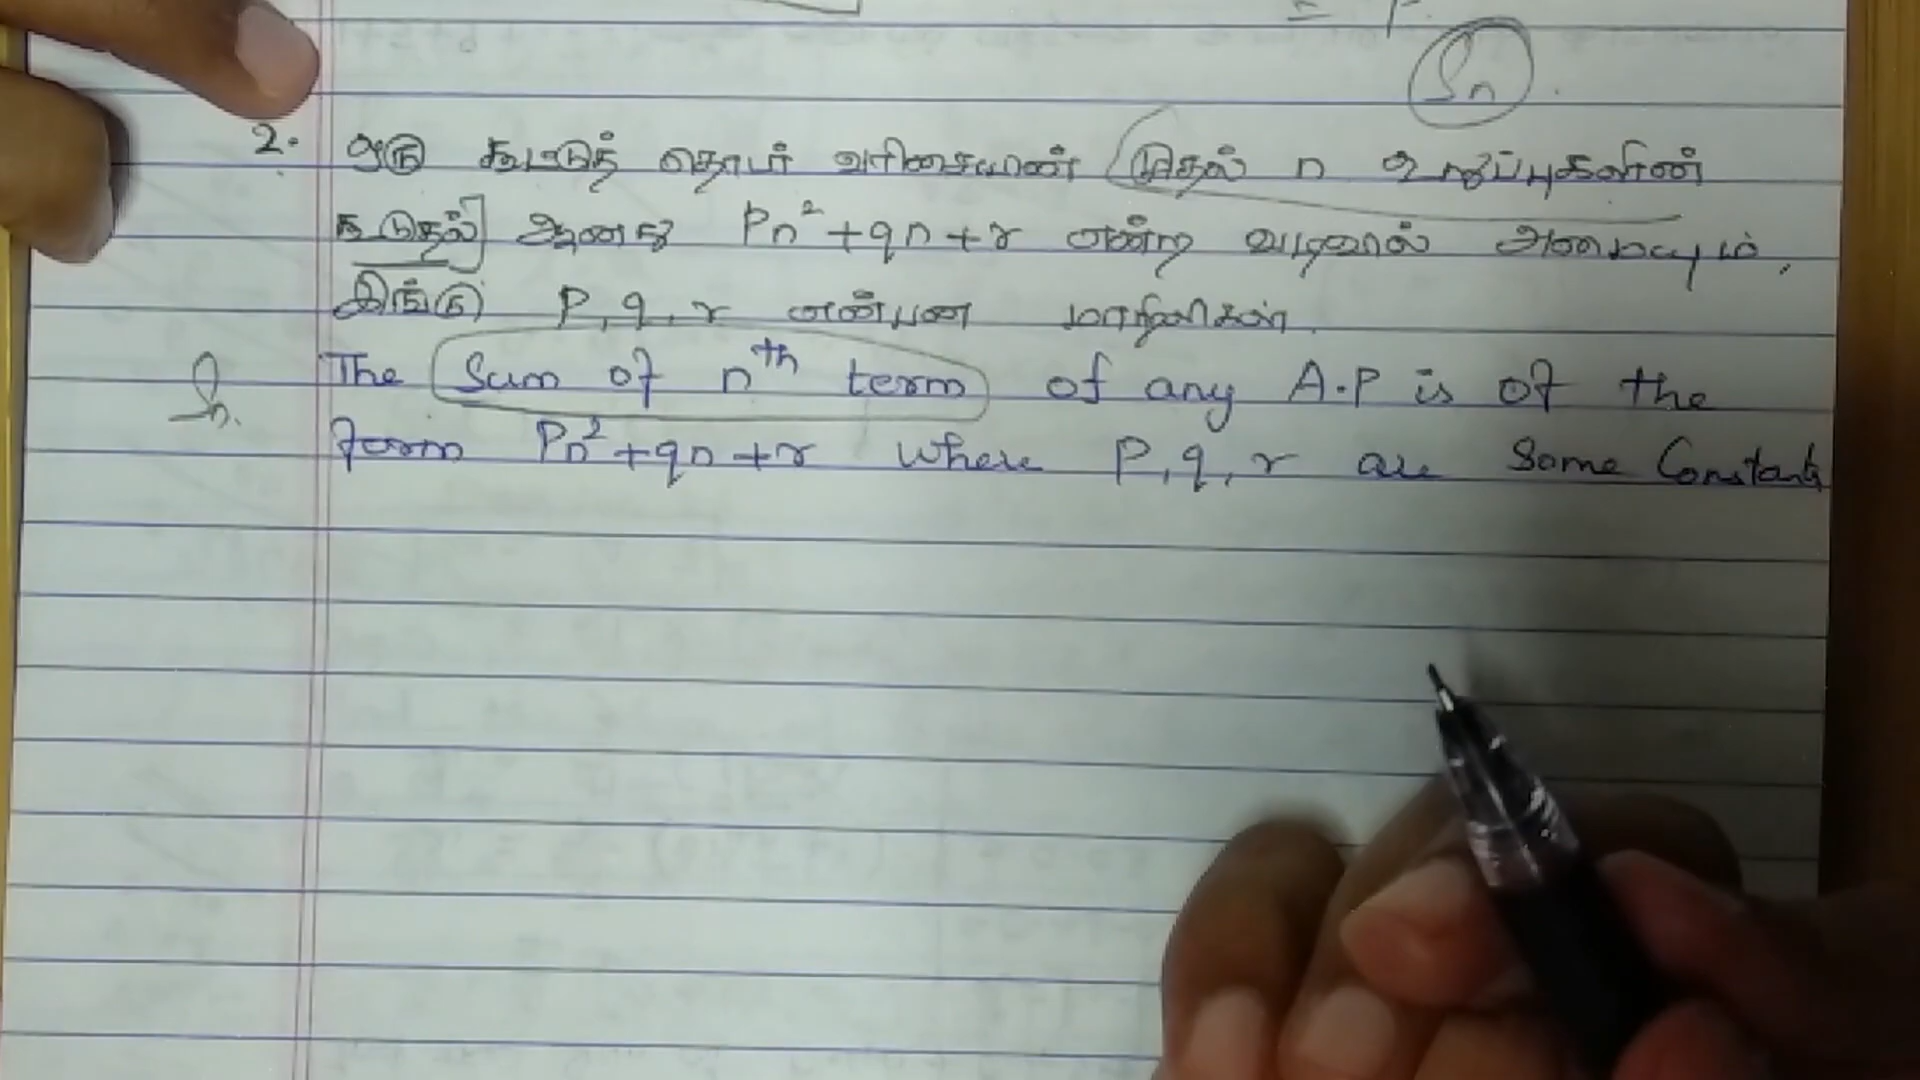 Sn
2. ஒரு கூட்டுத் தொடர் வரிசையின் முதல் n உறுப்புகளின்
கூடுதல் ஆனது Pn²+qn+r என்ற வடிவில் அமையும்,
இங்கு P, q, r என்பன மாறிலிகள்.
The Sum of nth term of any A.P is of the
Sn.
form Pn²+qn+r where P, q, r are Some Constants